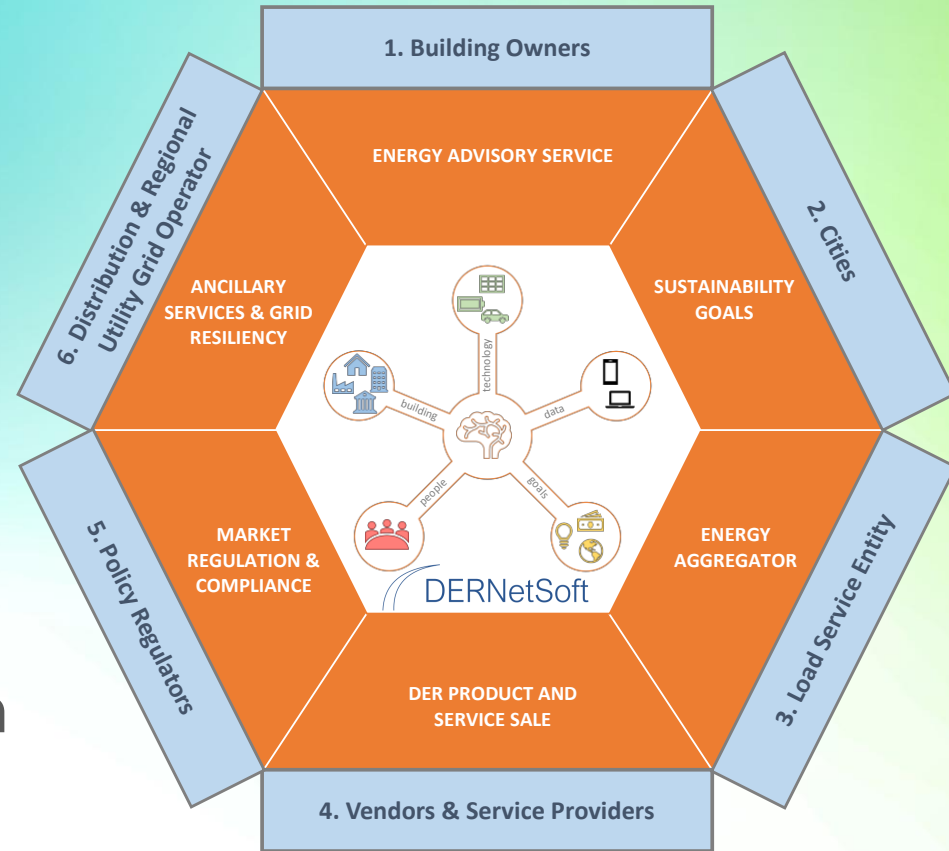 1. Building Owners
ENERGY ADVISORY SERVICE
2. Cities
SUSTAINABILITY
GOALS
3. Load Service Entity
ENERGY
AGGREGATOR
4. Vendors & Service Providers
DER PRODUCT AND
SERVICE SALE
5. Policy Regulators
MARKET
REGULATION &
COMPLIANCE
6. Distribution & Regional
Utility Grid Operator
ANCILLARY
SERVICES & GRID
RESILIENCY
technology
data
goals
people
building
DERNetSoft